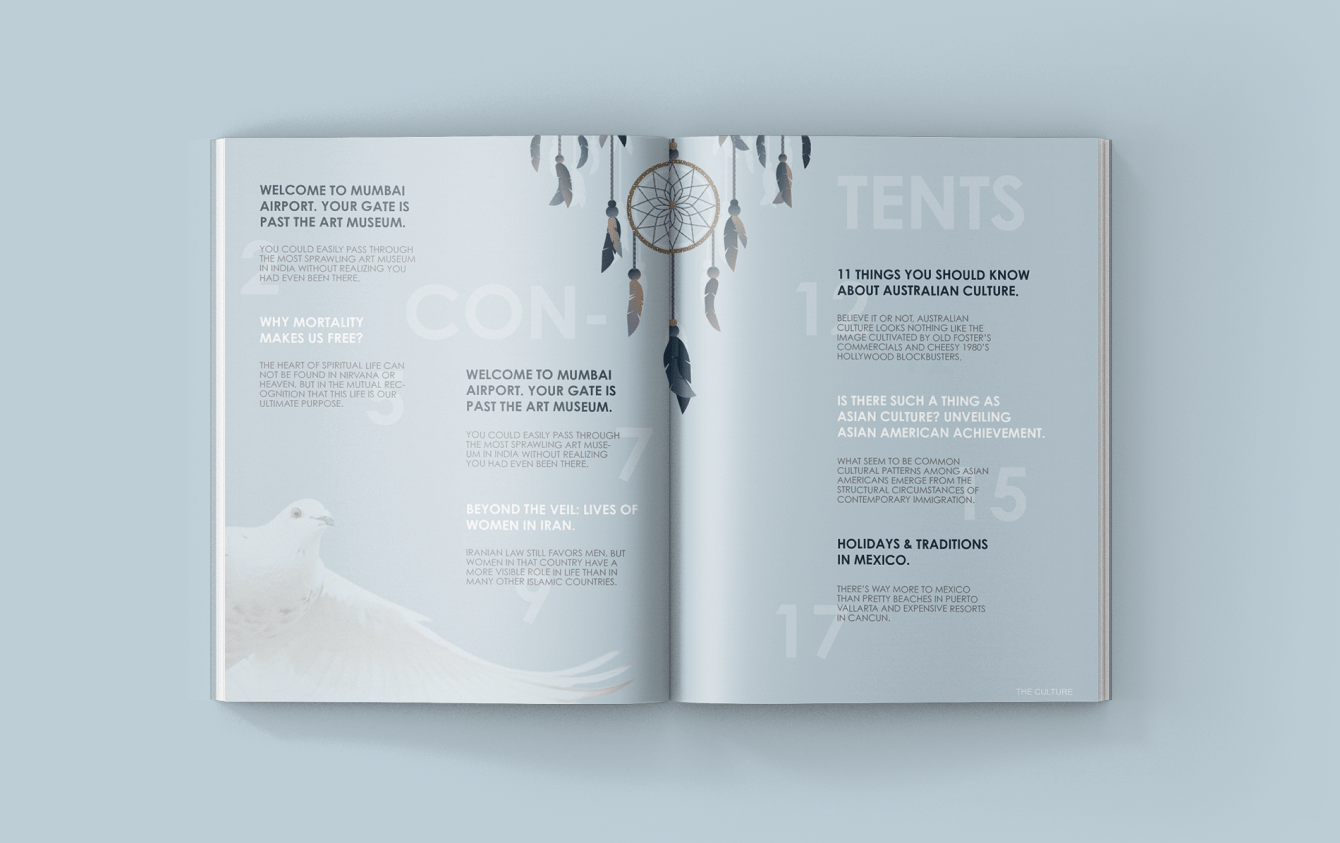 WELCOME TO MUMBAI
AIRPORT. YOUR GATE IS
PAST THE ART MUSEUM.
2
YOU COULD EASILY PASS THROUGH
THE MOST SPRAWLING ART MUSEUM
IN INDIA WITHOUT REALIZING YOU
HAD EVEN BEEN THERE.
WHY MORTALITY
MAKES US FREE?
THE HEART OF SPIRITUAL LIFE CAN
NOT BE FOUND IN NIRVANA OR
HEAVEN, BUT IN THE MUTUAL REC-
OGNITION THAT THIS LIFE IS OUR
ULTIMATE PURPOSE.
5
CON-
WELCOME TO MUMBAI
AIRPORT. YOUR GATE IS
PAST THE ART MUSEUM.
YOU COULD EASILY PASS THROUGH
THE MOST SPRAWLING ART MUSE-
UM IN INDIA WITHOUT REALIZING
YOU HAD EVEN BEEN THERE.
7
BEYOND THE VEIL: LIVES OF
WOMEN IN IRAN.
IRANIAN LAW STILL FAVORS MEN, BUT
WOMEN IN THAT COUNTRY HAVE A
MORE VISIBLE ROLE IN LIFE THAN IN
MANY OTHER ISLAMIC COUNTRIES.
9
TENTS
11 THINGS YOU SHOULD KNOW
ABOUT AUSTRALIAN CULTURE.
12
BELIEVE IT OR NOT, AUSTRALIAN
CULTURE LOOKS NOTHING LIKE THE
IMAGE CULTIVATED BY OLD FOSTER'S
COMMERCIALS AND CHEESY 1980'S
HOLLYWOOD BLOCKBUSTERS.
IS THERE SUCH A THING AS
ASIAN CULTURE? UNVEILING
ASIAN AMERICAN ACHIEVEMENT.
WHAT SEEM TO BE COMMON
CULTURAL PATTERNS AMONG ASIAN
AMERICANS EMERGE FROM THE
STRUCTURAL CIRCUMSTANCES OF
CONTEMPORARY IMMIGRATION.
15
HOLIDAYS & TRADITIONS
IN MEXICO.
THERE'S WAY MORE TO MEXICO
THAN PRETTY BEACHES IN PUERTO
VALLARTA AND EXPENSIVE RESORTS
IN CANCUN.
17
THE CULTURE